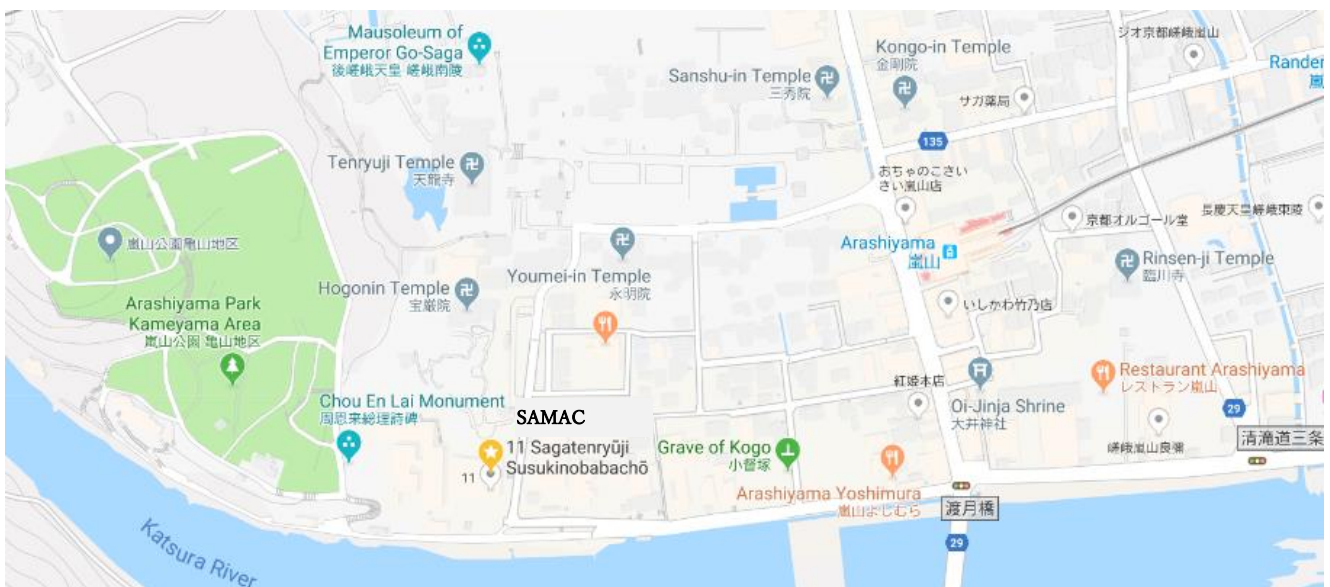 Mausoleum of
Emperor Go-Saga
後嵯峨天皇 嵯峨南陵
Kongo-in Temple
金剛院
ジオ京都嵯峨嵐山
Sanshu-in Temple
三秀院
サガ薬局
Rander
嵐
135
Tenryuji Temple
天龍寺
おちゃのこさい
さい嵐山店
京都オルゴール堂
長慶天皇嵯峨東陵
嵐山公園亀山地区
Arashiyama
嵐山
Youmei-in Temple
永明院
Rinsen-ji Temple
臨川寺
Hogonin Temple
宝厳院
Arashiyama Park
Kameyama Area
嵐山公園 亀山地区
いしかわ竹乃店
Restaurant Arashiyama
レストラン嵐山
紅姫本店
Chou En Lai Monument
周恩来総理詩碑
SAMAC
Oi-Jinja Shrine
大井神社
29
11 Sagatenryūji
Susukinobabachō
11
Grave of Kogo
小督塚
嵯峨嵐山良彌
清滝道三条
Arashiyama Yoshimura
嵐山よしむら
渡月橋
Katsura River
29